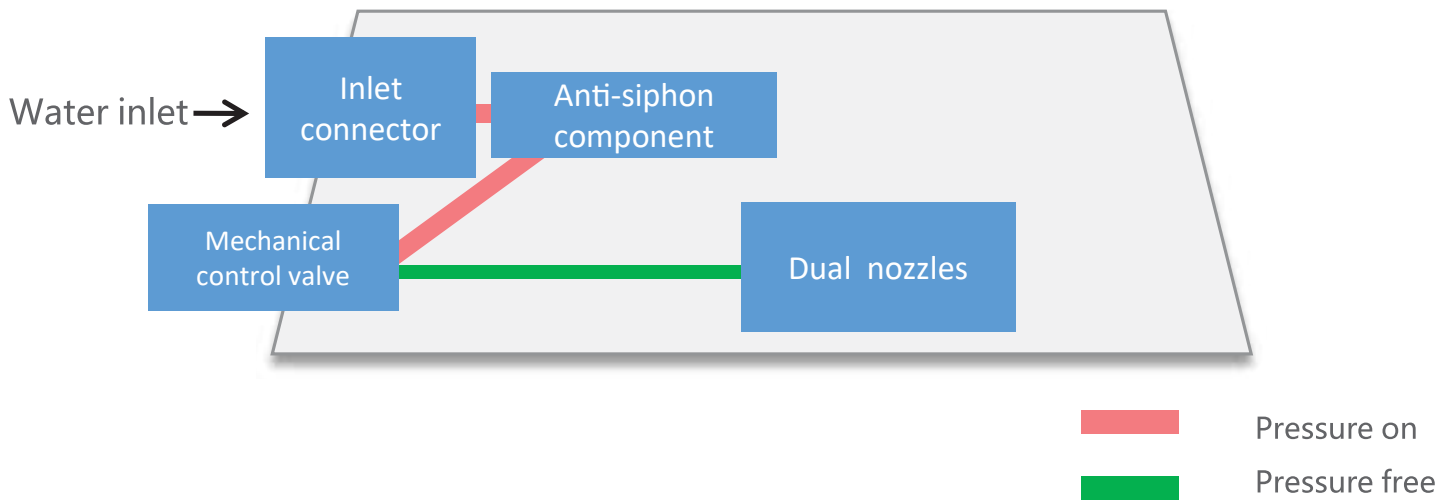 Water inlet
Inlet
connector
Anti-siphon
component
Mechanical
control valve
Dual nozzles
Pressure on
Pressure free